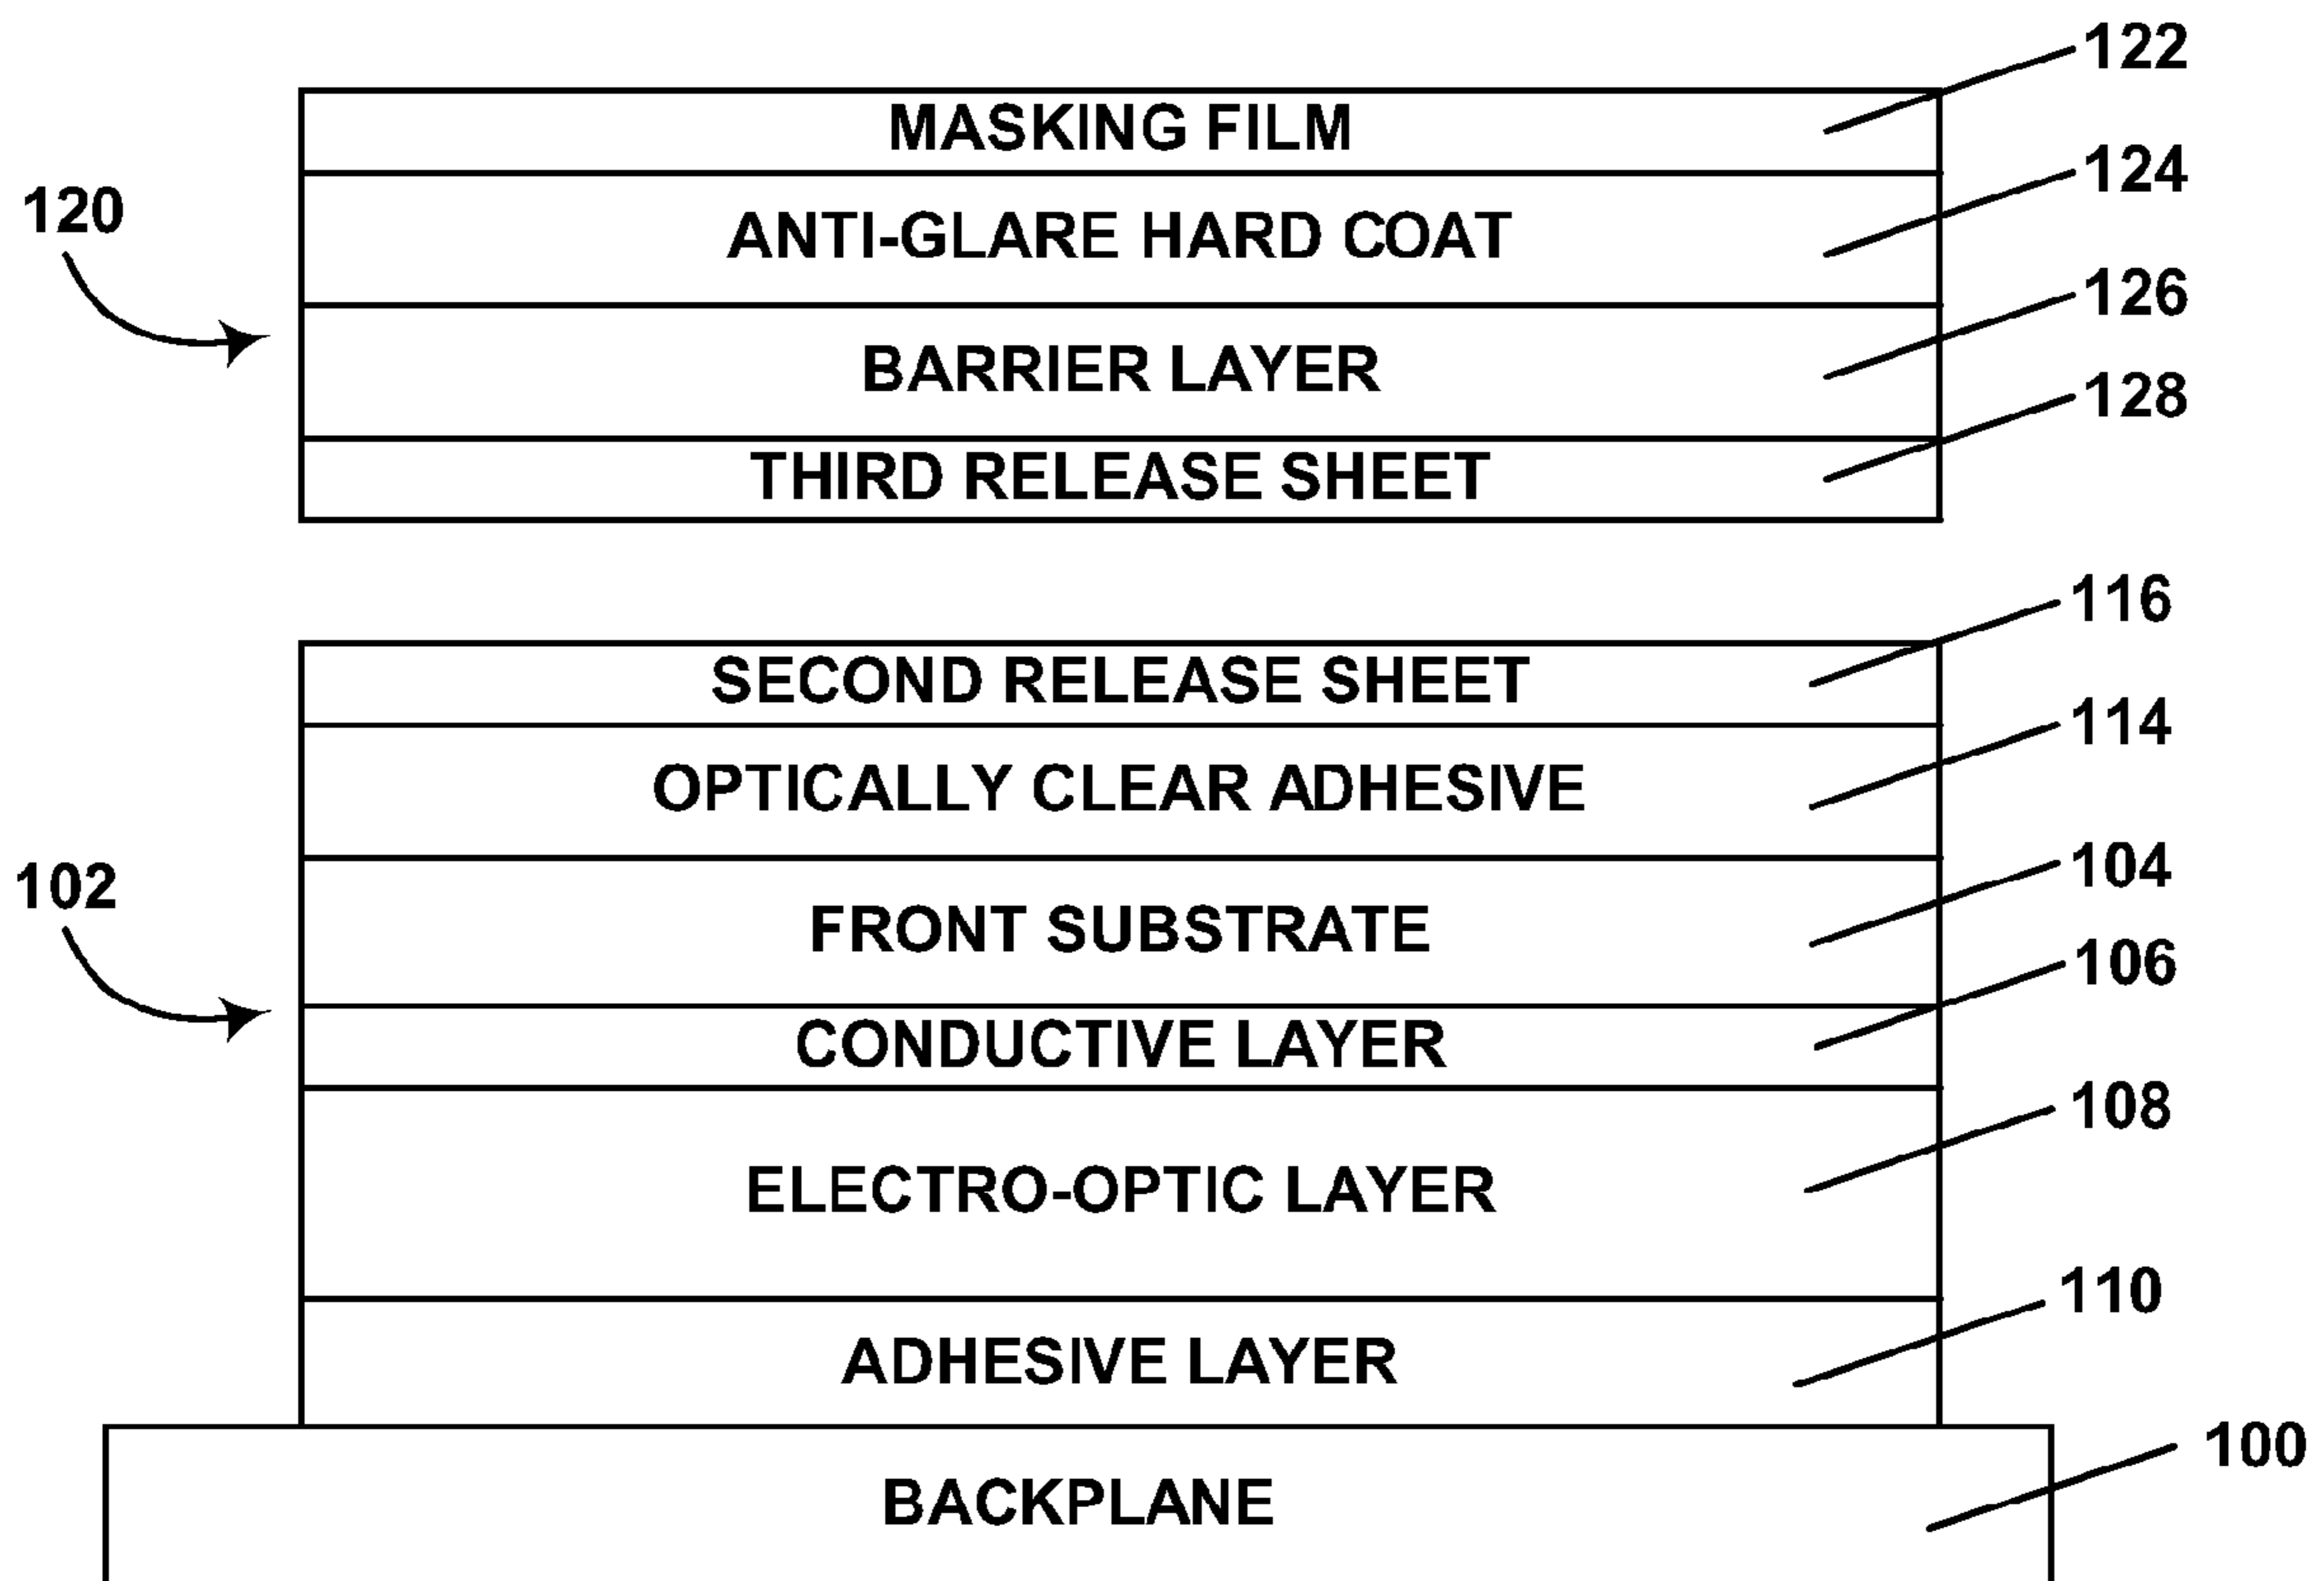 122
MASKING FILM
124
120
ANTI-GLARE HARD COAT
126
BARRIER LAYER
128
THIRD RELEASE SHEET
116
SECOND RELEASE SHEET
114
OPTICALLY CLEAR ADHESIVE
104
102
FRONT SUBSTRATE
106
CONDUCTIVE LAYER
108
ELECTRO-OPTIC LAYER
110
ADHESIVE LAYER
100
BACKPLANE